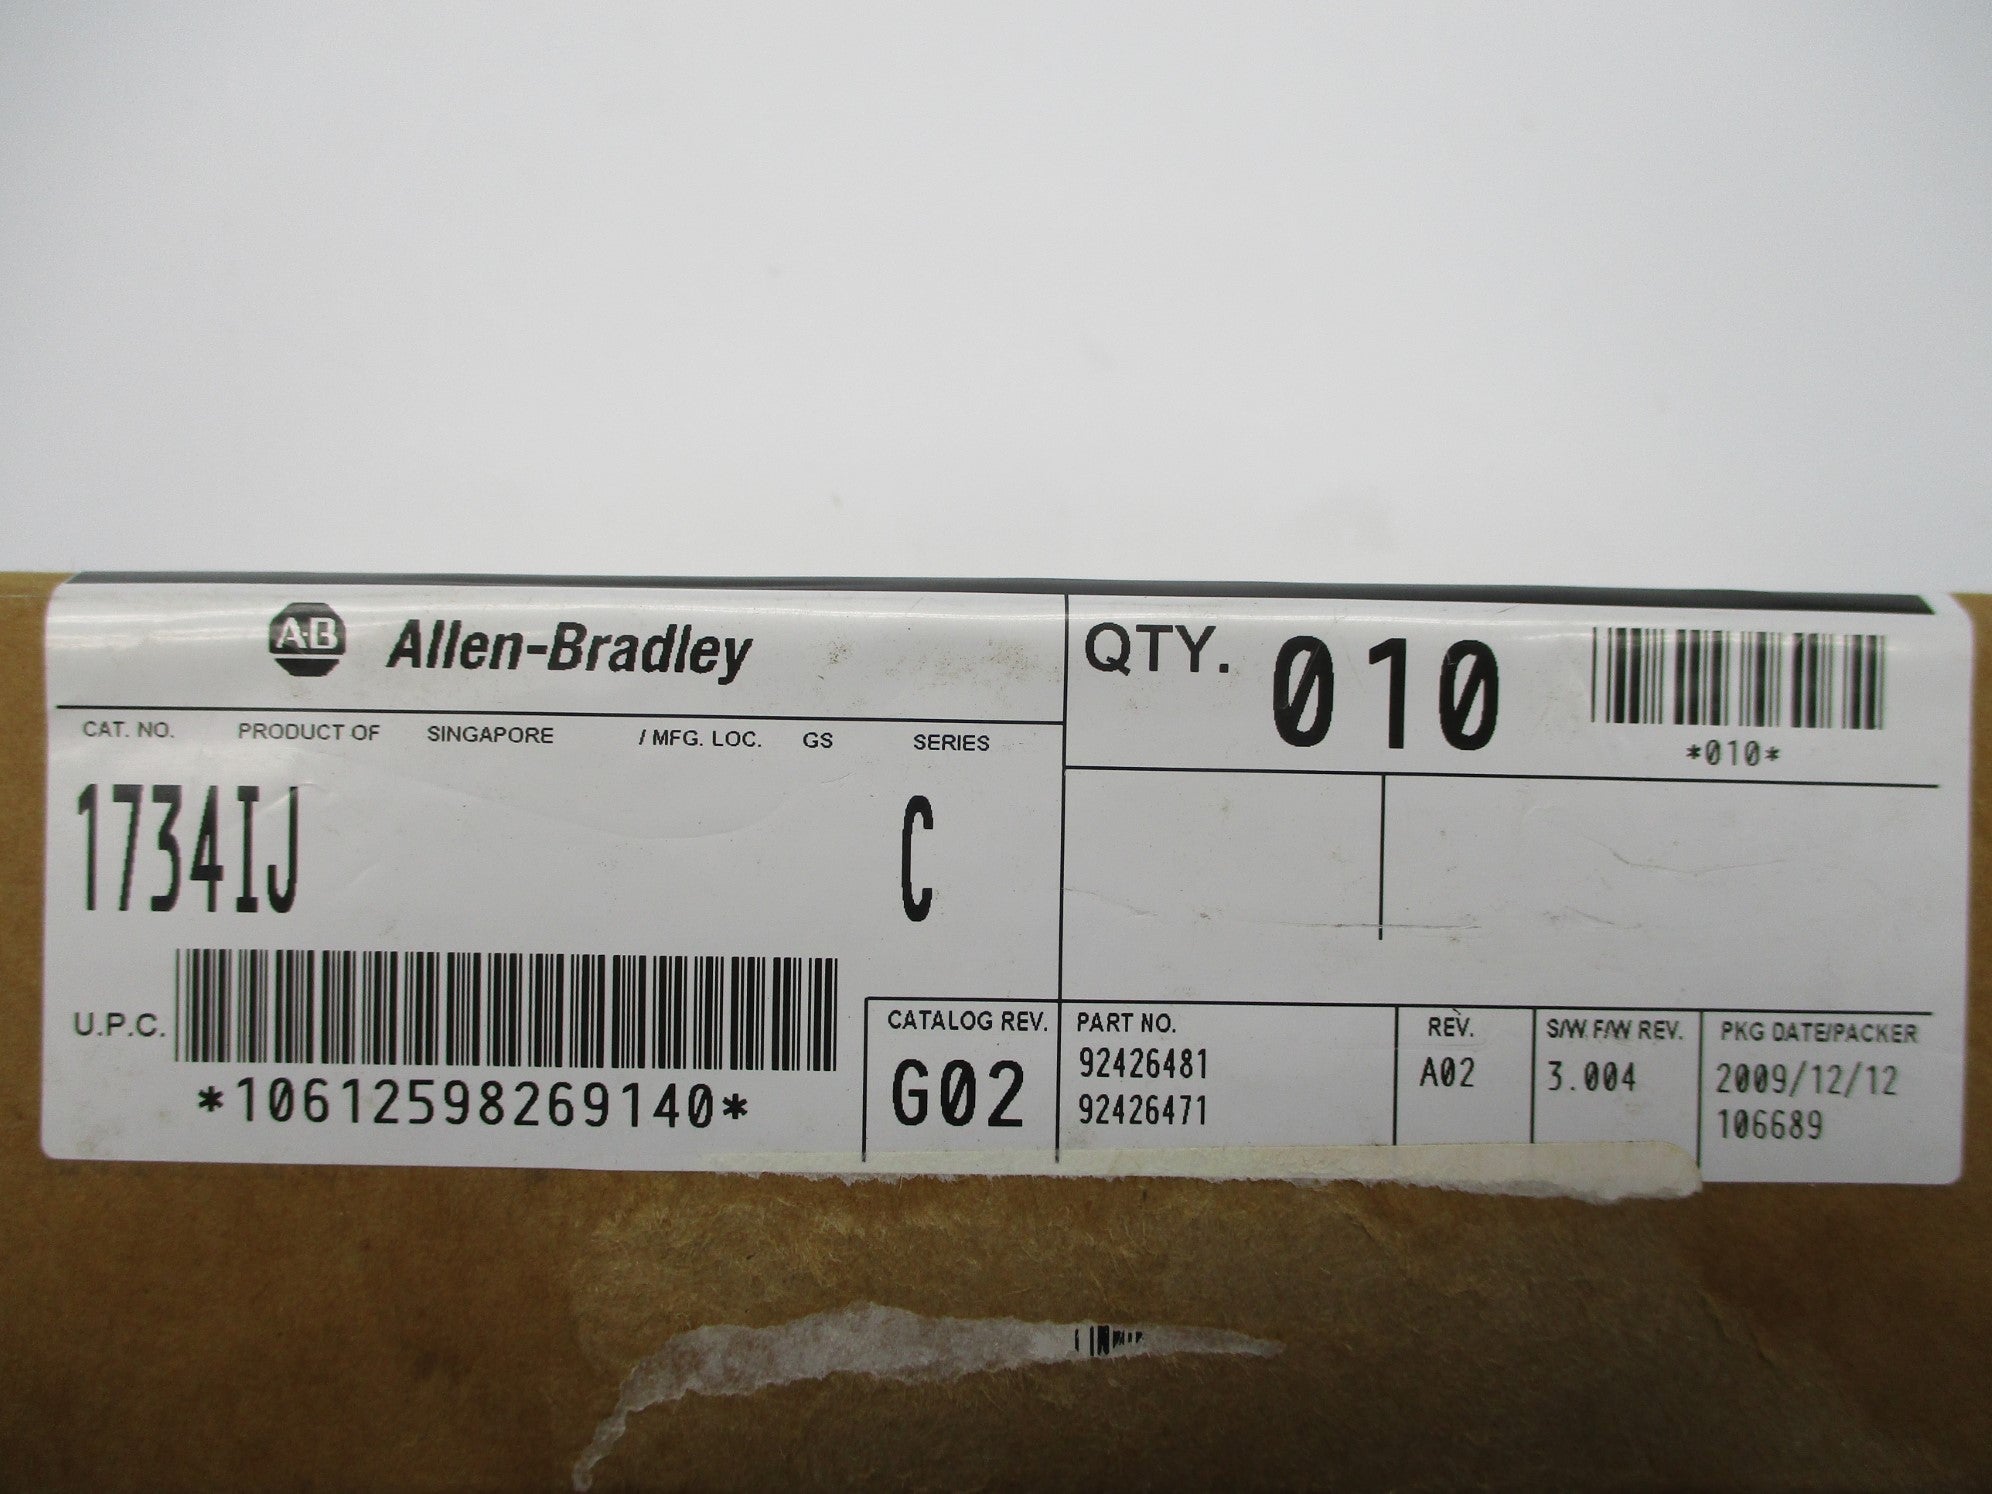 A-B Allen-Bradley
QTY. 010
*010*
CAT. NO. PRODUCT OF SINGAPORE / MFG. LOC. GS SERIES
1734IJ C
U.P.C.
*10612598269140*
CATALOG REV.
G02
PART NO.
92426481
92426471
REV.
A02
S/W F/W REV.
3.004
PKG DATE/PACKER
2009/12/12
106689